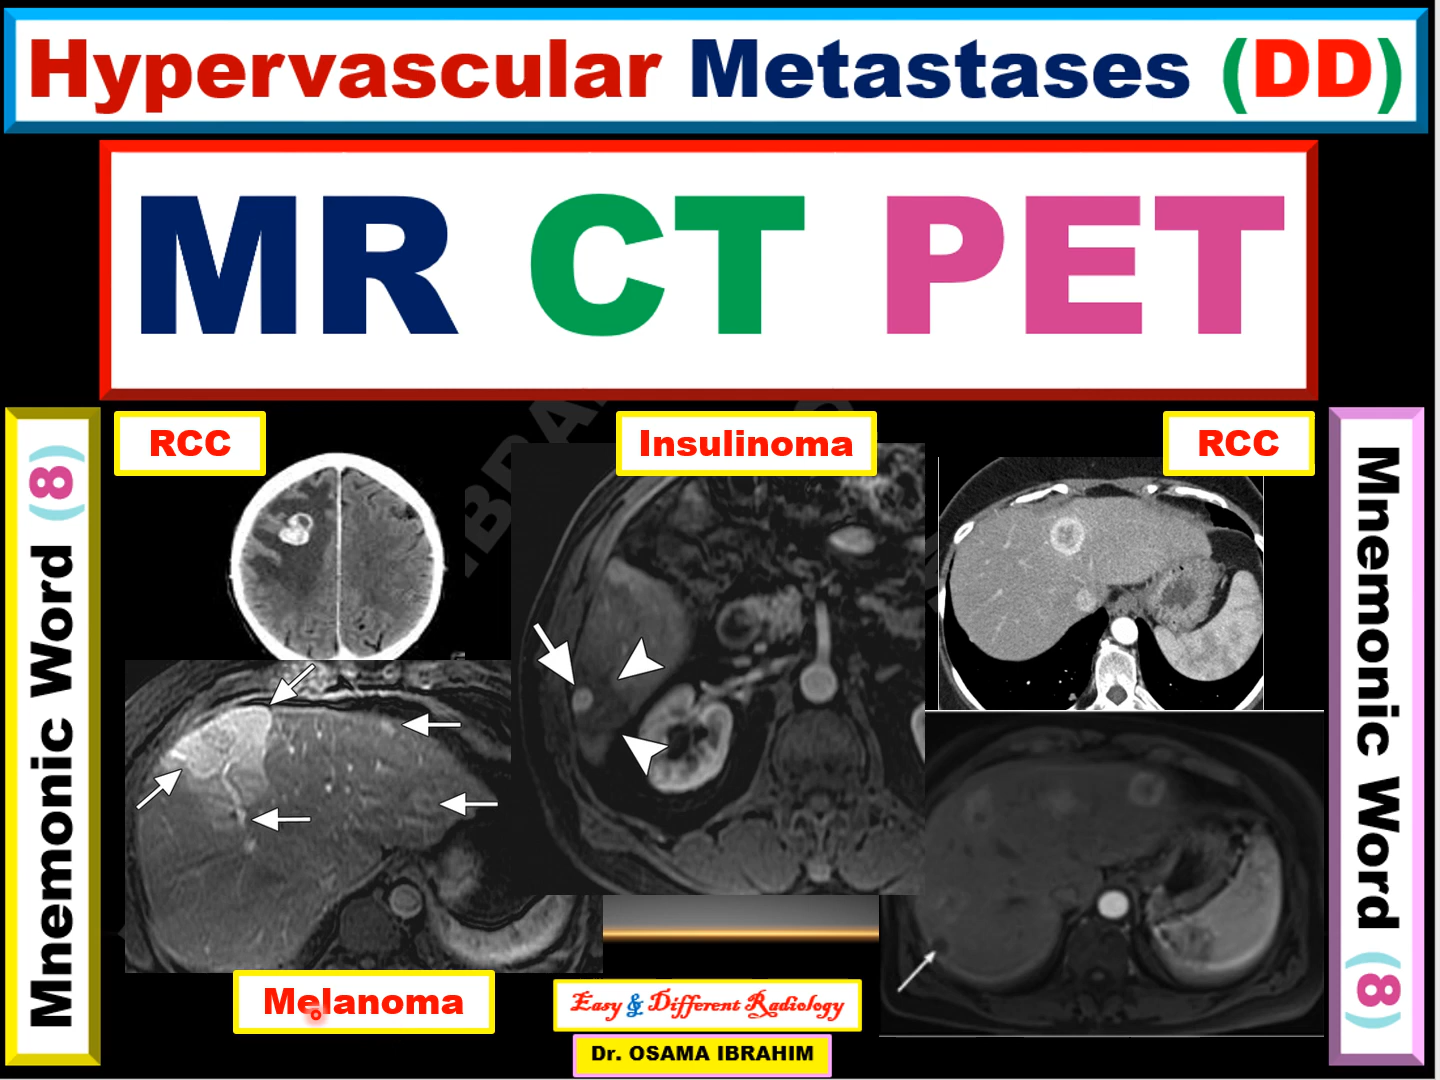 Hypervascular Metastases (DD)
MR CT PET
Mnemonic Word (8)
RCC
Insulinoma
RCC
Mnemonic Word (8)
Melanoma
Easy & Different Radiology
Dr. OSAMA IBRAHIM